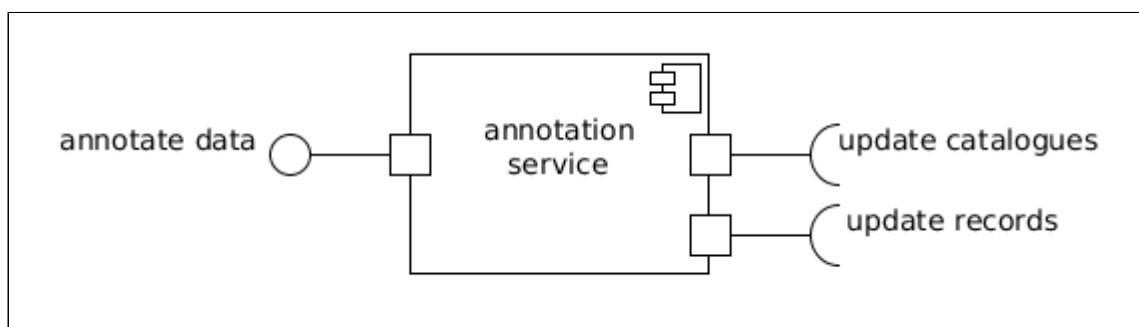 annotate data
annotation
service
update catalogues
update records